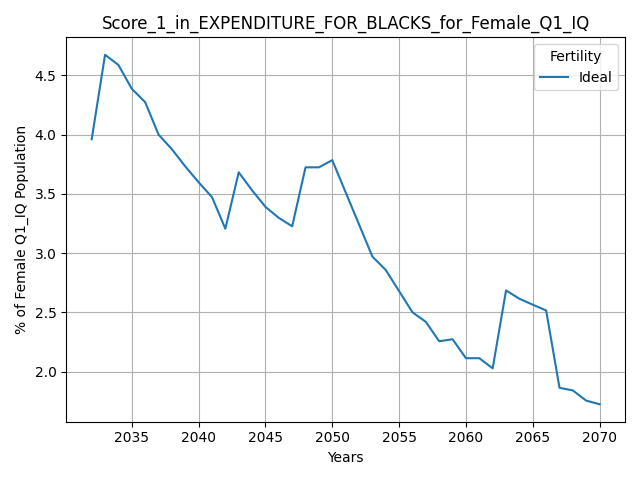 Score_1_in_EXPENDITURE_FOR_BLACKS_for_Female_Q1_IQ
Fertility
Ideal
% of Female Q1_IQ Population
4.5
4.0
3.5
3.0
2.5
2.0
2035 2040 2045 2050 2055 2060 2065 2070
Years